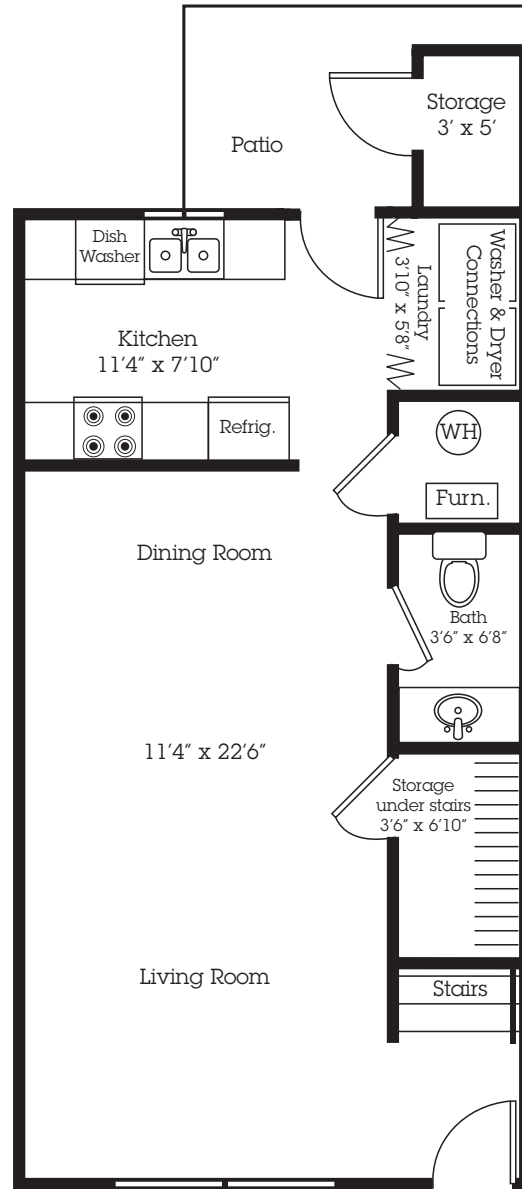 Storage
3' x 5'
Patio
Dish
Washer
Washer & Dryer
Connections
Laundry
3'10" x 5'8"
Kitchen
11'4" x 7'10"
Refrig.
WH
Furn.
Dining Room
Bath
3'6" x 6'8"
11'4" x 22'6"
Storage
under stairs
3'6" x 6'10"
Living Room
Stairs